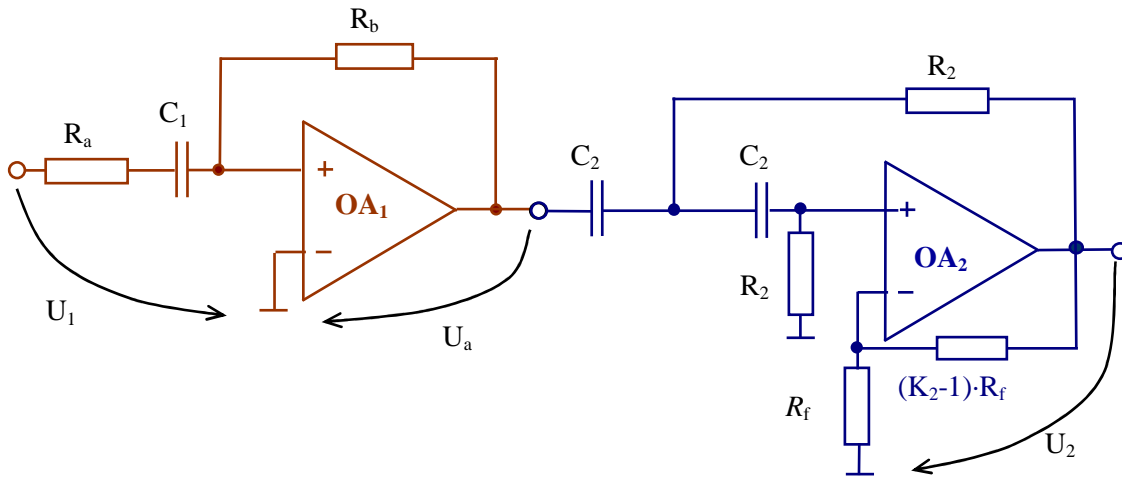 R_b
R_2
C_1
R_a
C_2
C_2
+
OA_1
−
+
OA_2
−
R_2
U_1
U_a
(K_2-1)·R_f
R_f
U_2